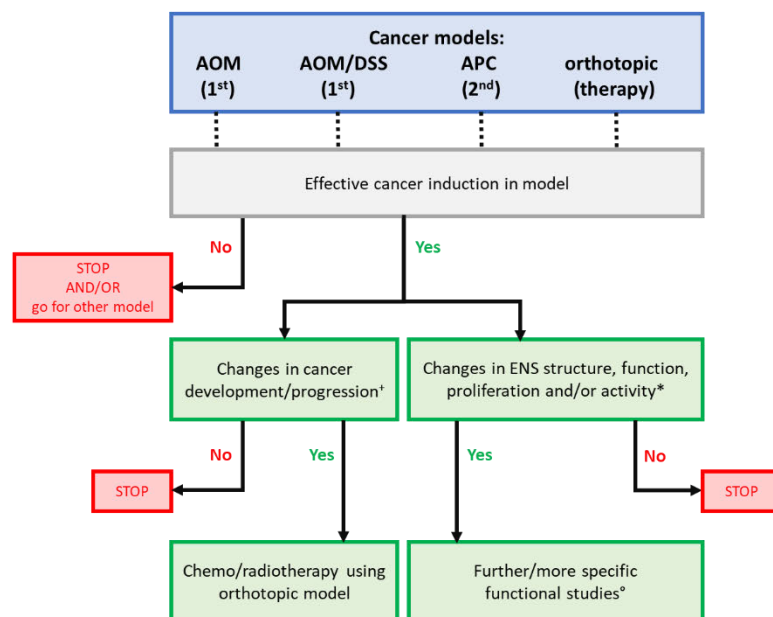 Cancer models:
AOM AOM/DSS APC orthotopic
(1st) (1st) (2nd) (therapy)
Effective cancer induction in model
No Yes
STOP
AND/OR
go for other model
Changes in cancer
development/progression⁺
Changes in ENS structure, function,
proliferation and/or activity*
No Yes Yes No
STOP
STOP
Chemo/radiotherapy using
orthotopic model
Further/more specific
functional studies°